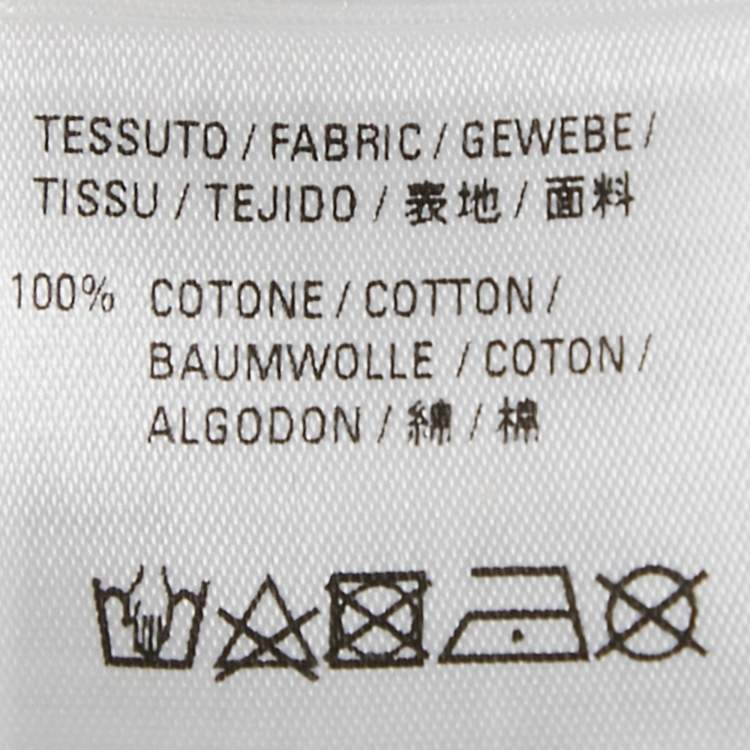 TESSUTO / FABRIC / GEWEBE /
TISSU / TEJIDO / 表地 / 面料
100% COTONE / COTTON /
BAUMWOLLE / COTON /
ALGODON / 綿 / 棉